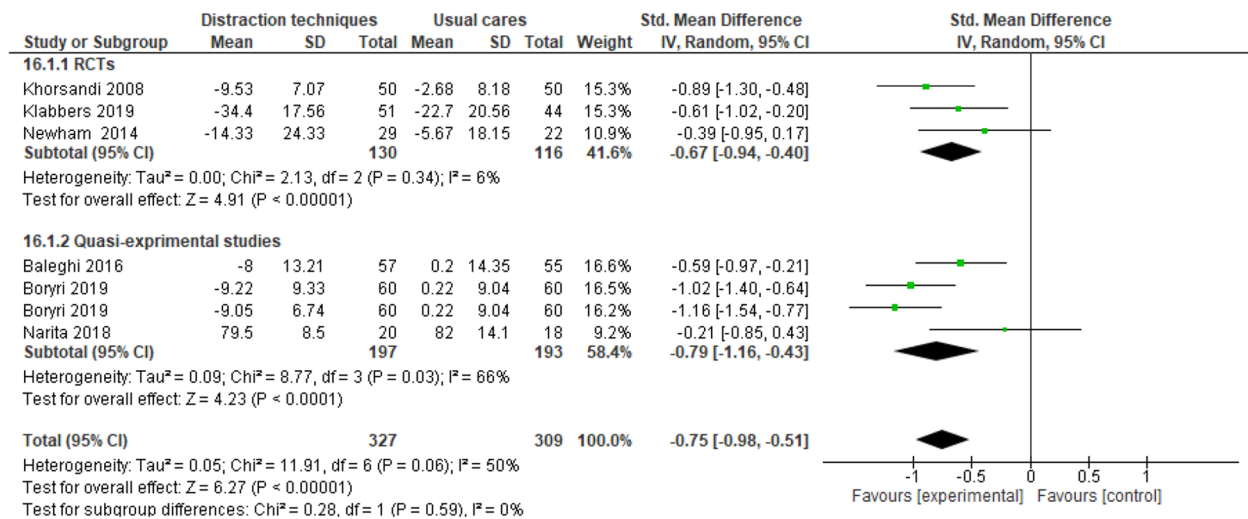 Distraction techniques Usual cares Std. Mean Difference Std. Mean Difference
Study or Subgroup Mean SD Total Mean SD Total Weight IV, Random, 95% CI IV, Random, 95% CI
16.1.1 RCTs
Khorsandi 2008 -9.53 7.07 50 -2.68 8.18 50 15.3% -0.89 [-1.30, -0.48]
Klabbers 2019 -34.4 17.56 51 -22.7 20.56 44 15.3% -0.61 [-1.02, -0.20]
Newham 2014 -14.33 24.33 29 -5.67 18.15 22 10.9% -0.39 [-0.95, 0.17]
Subtotal (95% CI) 130 116 41.6% -0.67 [-0.94, -0.40]
Heterogeneity: Tau² = 0.00; Chi² = 2.13, df = 2 (P = 0.34); I² = 6%
Test for overall effect: Z = 4.91 (P < 0.00001)
16.1.2 Quasi-exprimental studies
Baleghi 2016 -8 13.21 57 0.2 14.35 55 16.6% -0.59 [-0.97, -0.21]
Boryri 2019 -9.22 9.33 60 0.22 9.04 60 16.5% -1.02 [-1.40, -0.64]
Boryri 2019 -9.05 6.74 60 0.22 9.04 60 16.2% -1.16 [-1.54, -0.77]
Narita 2018 79.5 8.5 20 82 14.1 18 9.2% -0.21 [-0.85, 0.43]
Subtotal (95% CI) 197 193 58.4% -0.79 [-1.16, -0.43]
Heterogeneity: Tau² = 0.09; Chi² = 8.77, df = 3 (P = 0.03); I² = 66%
Test for overall effect: Z = 4.23 (P < 0.0001)
Total (95% CI) 327 309 100.0% -0.75 [-0.98, -0.51]
Heterogeneity: Tau² = 0.05; Chi² = 11.91, df = 6 (P = 0.06); I² = 50%
Test for overall effect: Z = 6.27 (P < 0.00001)
Test for subgroup differences: Chi² = 0.28, df = 1 (P = 0.59), I² = 0%
-1 -0.5 0 0.5 1
Favours [experimental] Favours [control]